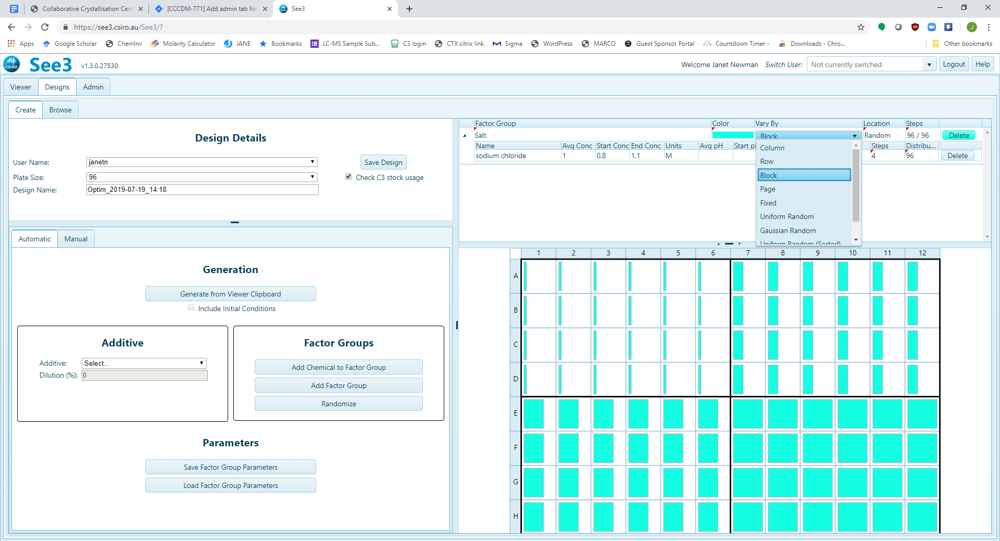 Collaborative Crystallisation Cent
[CCCDM-771] Add admin tab for
See3
https://see3.csiro.au/See3/?
J
Apps
Google Scholar
ChemInv
Molarity Calculator
JANE
Bookmarks
LC-MS Sample Sub...
C3 login
CTX citrix link
Sigma
WordPress
MARCO
Guest Sponsor Portal
Countdown Timer -
Downloads - Chro...
Other bookmarks
CSIRO
See3 v1.3.0.27530
Welcome Janet Newman Switch User: Not currently switched Logout Help
Viewer Designs Admin
Create Browse
Design Details
User Name: janetn
Save Design
Plate Size: 96
Check C3 stock usage
Design Name: Optim_2019-07-19_14:18
Automatic Manual
Generation
Generate from Viewer Clipboard
Include Initial Conditions
Additive
Additive: Select...
Dilution (%): 0
Factor Groups
Add Chemical to Factor Group
Add Factor Group
Randomize
Parameters
Save Factor Group Parameters
Load Factor Group Parameters
Factor Group Color Vary By Location Steps
Salt Block Random 96 / 96 Delete
Name Avg Conc Start Conc End Conc Units Avg pH Start p Steps Distribu...
sodium chloride 1 0.8 1.1 M 4 96 Delete
Column
Row
Block
Page
Fixed
Uniform Random
Gaussian Random
Uniform Random (Sorted)
1 2 3 4 5 6 7 8 9 10 11 12
A
B
C
D
E
F
G
H